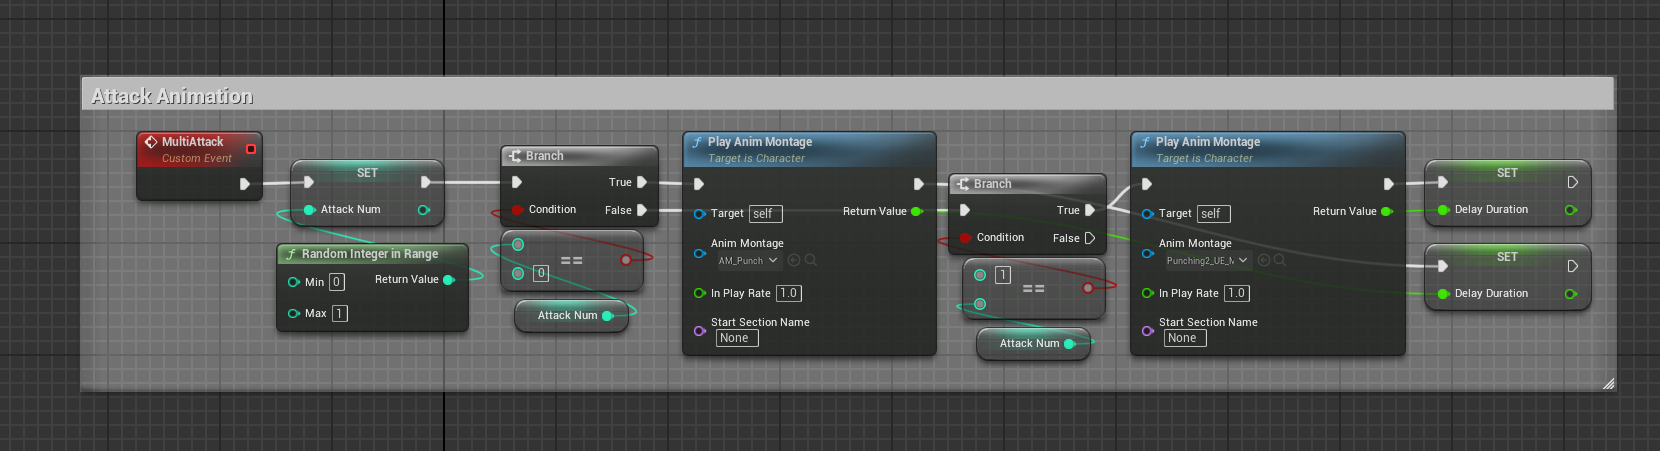 Attack Animation
MultiAttack
Custom Event
SET
Attack Num
Random Integer in Range
Min 0
Return Value
Max 1
Branch
True
Condition
False
==
0
Attack Num
Play Anim Montage
Target is Character
Target self
Return Value
Anim Montage
AM_Punch
In Play Rate 1.0
Start Section Name
None
Branch
True
Condition
False
1
==
Attack Num
Play Anim Montage
Target is Character
Target self
Return Value
Anim Montage
Punching2_UE_
In Play Rate 1.0
Start Section Name
None
SET
Delay Duration
SET
Delay Duration